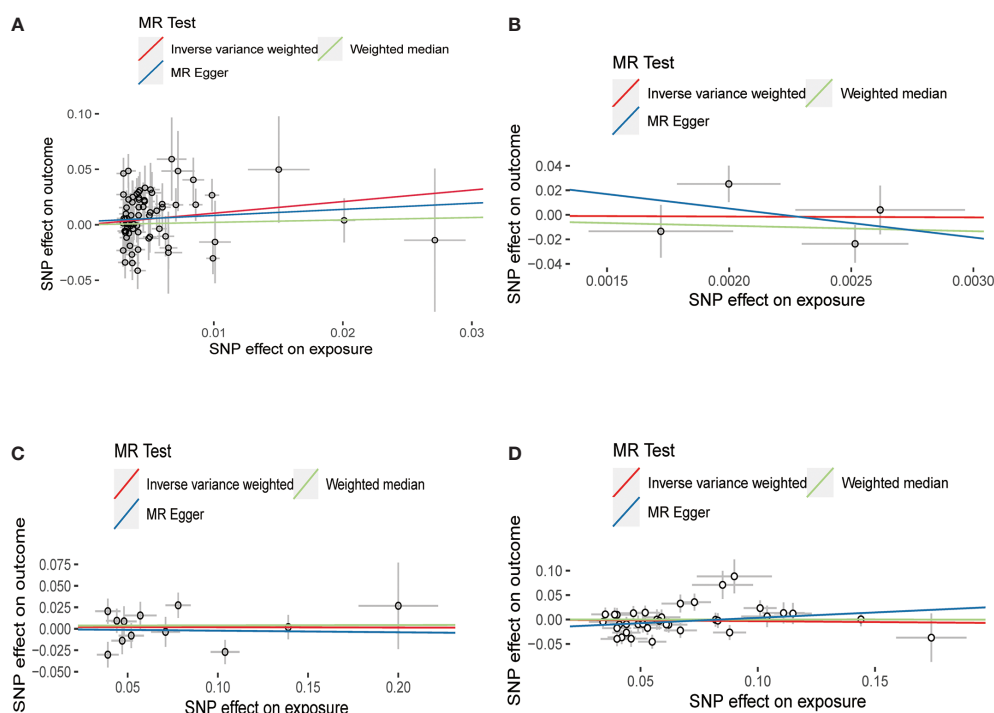 A
MR Test
Inverse variance weighted
Weighted median
MR Egger
SNP effect on outcome
0.10
0.05
0.00
−0.05
0.01
0.02
0.03
SNP effect on exposure
B
MR Test
Inverse variance weighted
Weighted median
MR Egger
SNP effect on outcome
0.04
0.02
0.00
−0.02
−0.04
0.0015
0.0020
0.0025
0.0030
SNP effect on exposure
C
MR Test
Inverse variance weighted
Weighted median
MR Egger
SNP effect on outcome
0.075
0.050
0.025
0.000
−0.025
−0.050
0.05
0.10
0.15
0.20
SNP effect on exposure
D
MR Test
Inverse variance weighted
Weighted median
MR Egger
SNP effect on outcome
0.10
0.05
0.00
−0.05
0.05
0.10
0.15
SNP effect on exposure